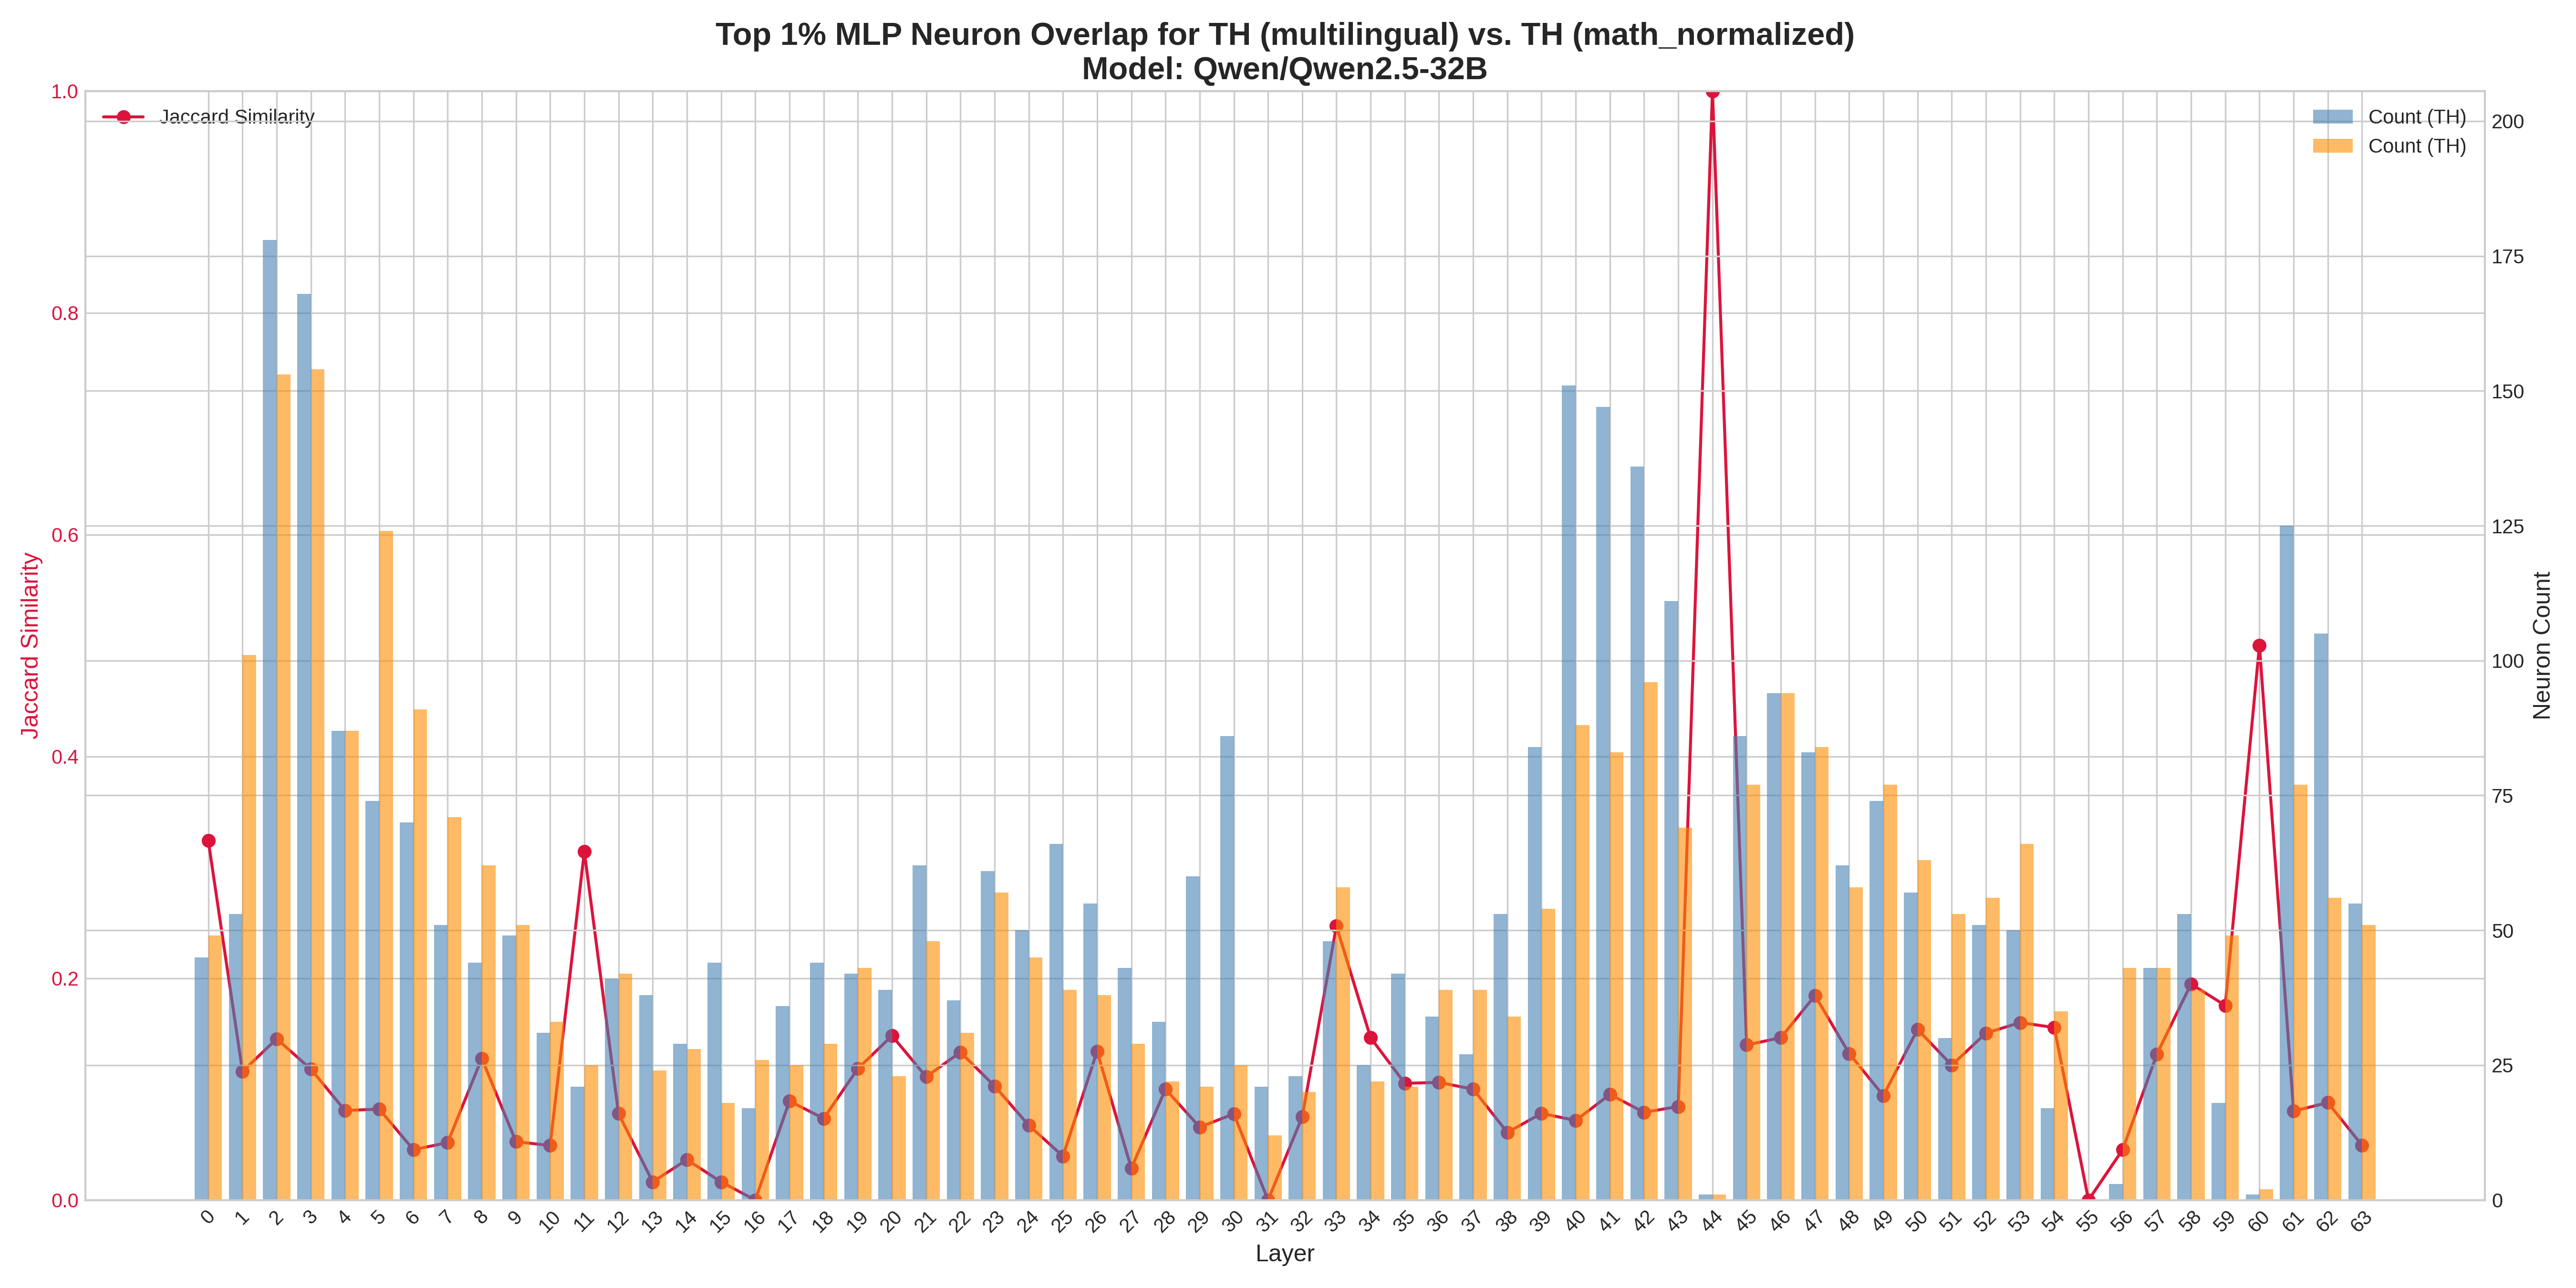 Top 1% MLP Neuron Overlap for TH (multilingual) vs. TH (math_normalized)
Model: Qwen/Qwen2.5-32B
Jaccard Similarity
Count (TH)
Count (TH)
1.0
0.8
0.6
0.4
0.2
0.0
Jaccard Similarity
200
175
150
125
100
75
50
25
0
Neuron Count
0 1 2 3 4 5 6 7 8 9 10 11 12 13 14 15 16 17 18 19 20 21 22 23 24 25 26 27 28 29 30 31 32 33 34 35 36 37 38 39 40 41 42 43 44 45 46 47 48 49 50 51 52 53 54 55 56 57 58 59 60 61 62 63
Layer